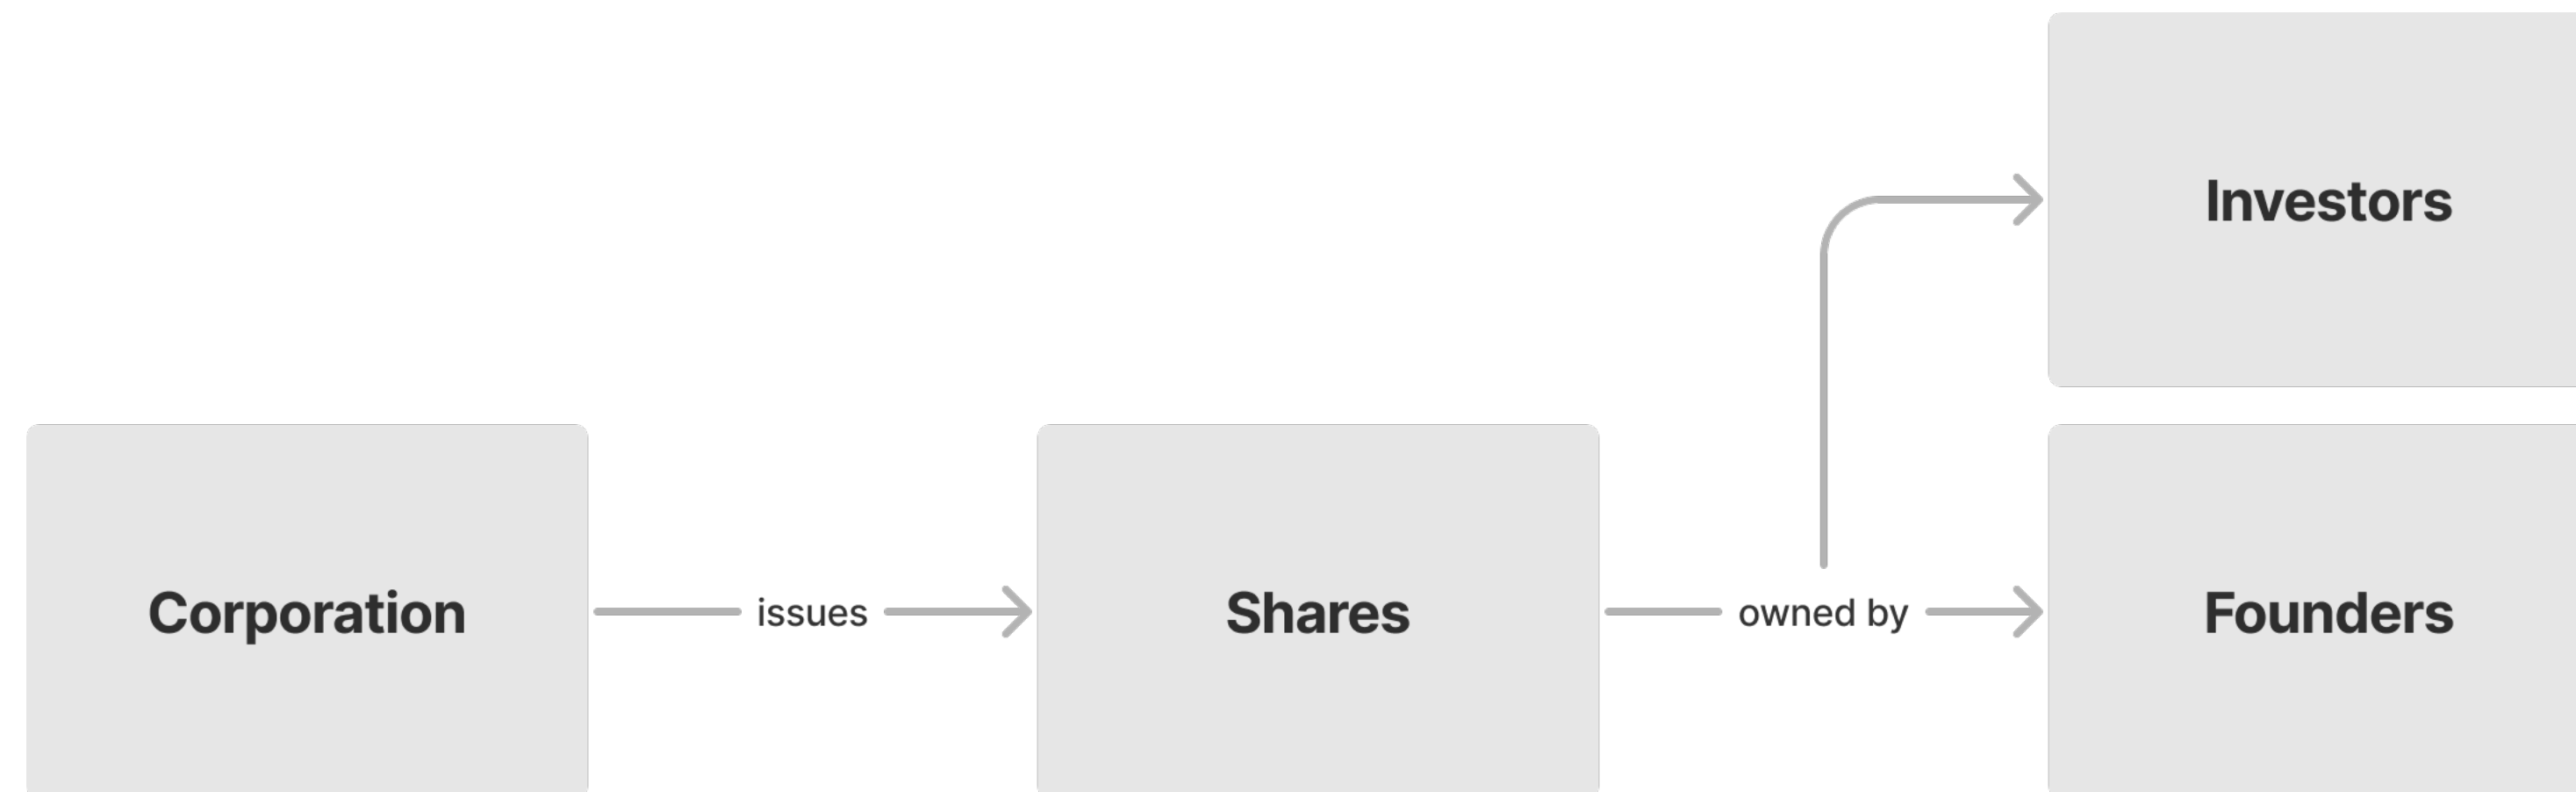 Investors
Corporation
issues
Shares
owned by
Founders